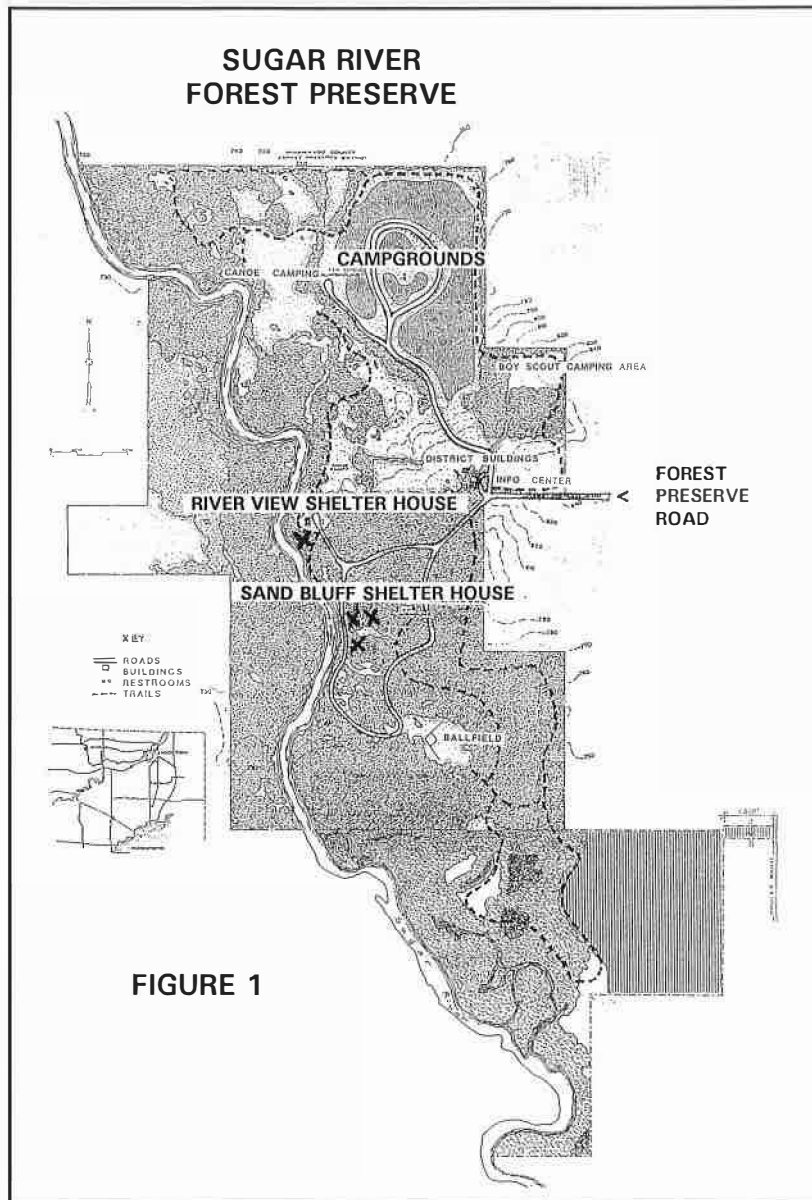 SUGAR RIVER
FOREST PRESERVE
CANOE CAMPING
CAMPGROUNDS
BOY SCOUT CAMPING AREA
DISTRICT BUILDINGS
INFO CENTER
<
FOREST
PRESERVE
ROAD
RIVER VIEW SHELTER HOUSE
SAND BLUFF SHELTER HOUSE
KEY
ROADS
BUILDINGS
RESTROOMS
TRAILS
BALLFIELD
FIGURE 1